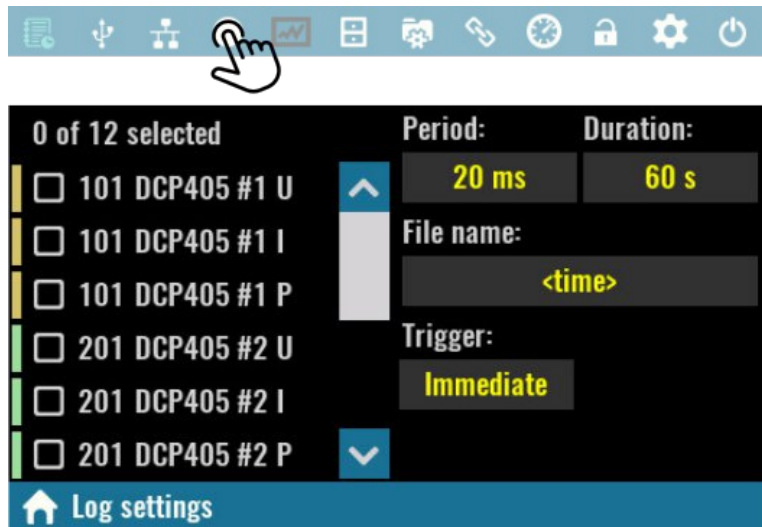 0 of 12 selected
101 DCP405 #1 U
101 DCP405 #1 I
101 DCP405 #1 P
201 DCP405 #2 U
201 DCP405 #2 I
201 DCP405 #2 P
Period: Duration:
20 ms 60 s
File name:
<time>
Trigger:
Immediate
Log settings